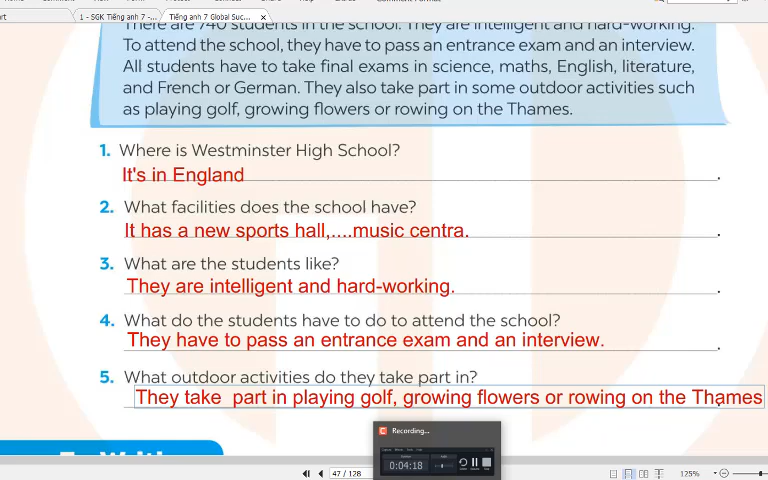 1 - SGK Tiếng anh 7 -...
Tiếng anh 7 Global Suc...
There are 740 students in the school. They are intelligent and hard-working.
To attend the school, they have to pass an entrance exam and an interview.
All students have to take final exams in science, maths, English, literature,
and French or German. They also take part in some outdoor activities such
as playing golf, growing flowers or rowing on the Thames.
1. Where is Westminster High School?
It's in England
2. What facilities does the school have?
It has a new sports hall,....music centra.
3. What are the students like?
They are intelligent and hard-working.
4. What do the students have to do to attend the school?
They have to pass an entrance exam and an interview.
5. What outdoor activities do they take part in?
They take  part in playing golf, growing flowers or rowing on the Thames
Recording...
0:04:18
47 / 128
125%